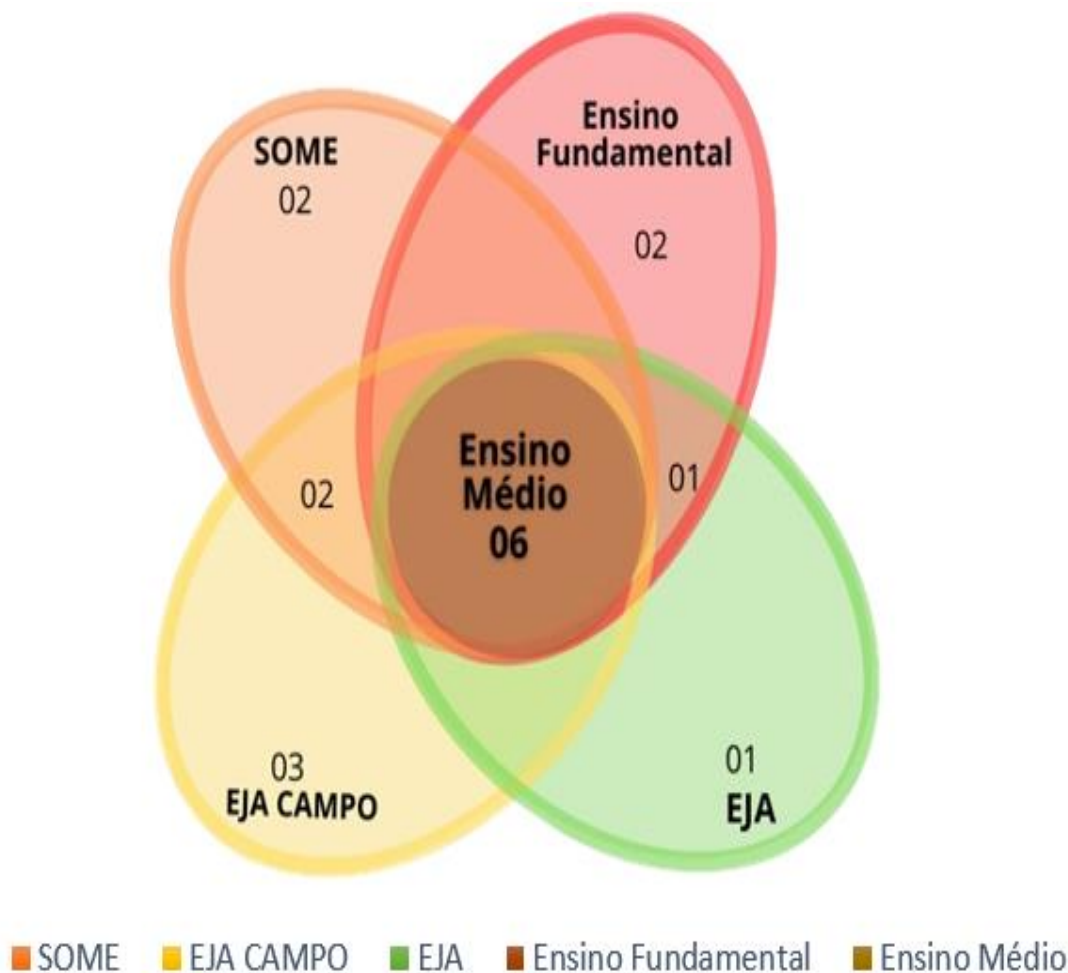 Ensino
Fundamental
SOME
02
02
Ensino
Médio
06
02
01
03
EJA CAMPO
01
EJA
SOME EJA CAMPO EJA Ensino Fundamental Ensino Médio